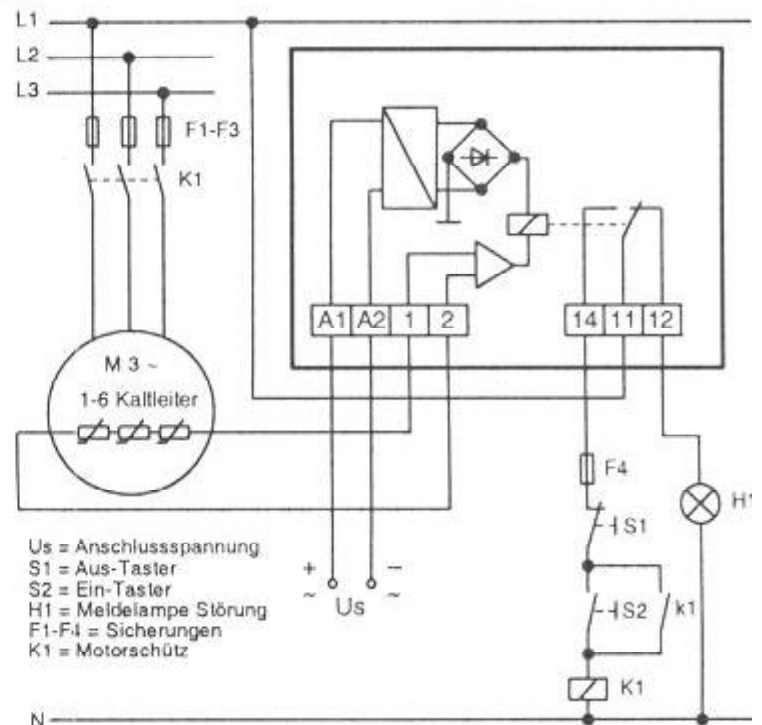 L1
L2
L3
F1-F3
K1
A1 A2 1 2
14 11 12
M 3 ~
1-6 Kaltleiter
F4
S1
H1
S2
k1
K1
+ −
~ ~
Us
Us = Anschlussspannung
S1 = Aus-Taster
S2 = Ein-Taster
H1 = Meldelampe Störung
F1-F4 = Sicherungen
K1 = Motorschütz
N